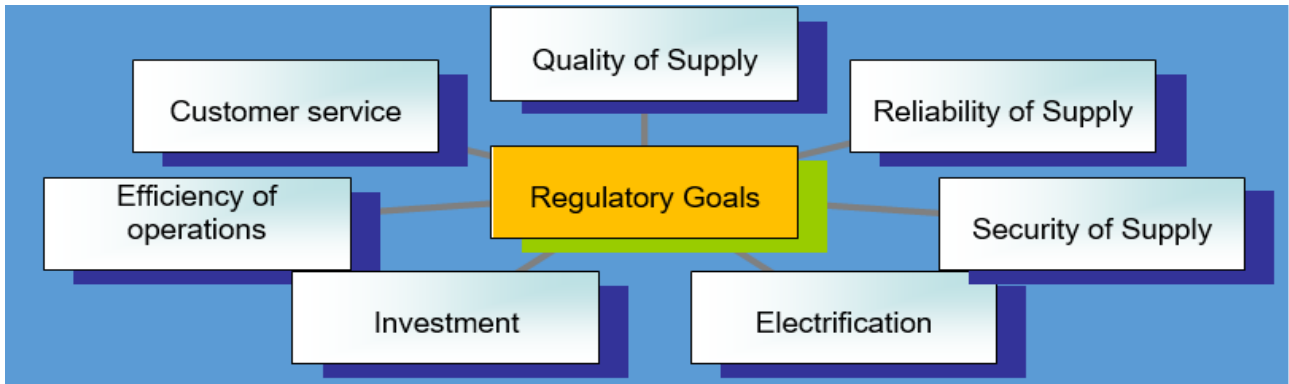 Quality of Supply
Customer service
Reliability of Supply
Regulatory Goals
Efficiency of
operations
Security of Supply
Investment
Electrification